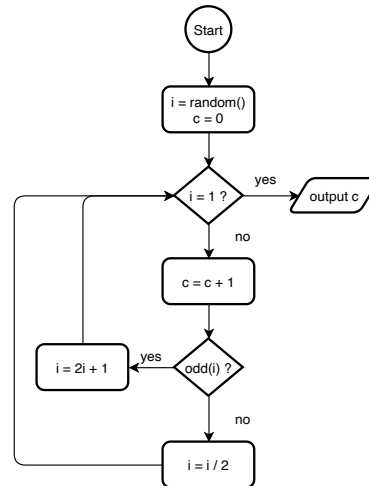 Start
i = random()
c = 0
i = 1 ?
yes
output c
no
c = c + 1
odd(i) ?
yes
i = 2i + 1
no
i = i / 2